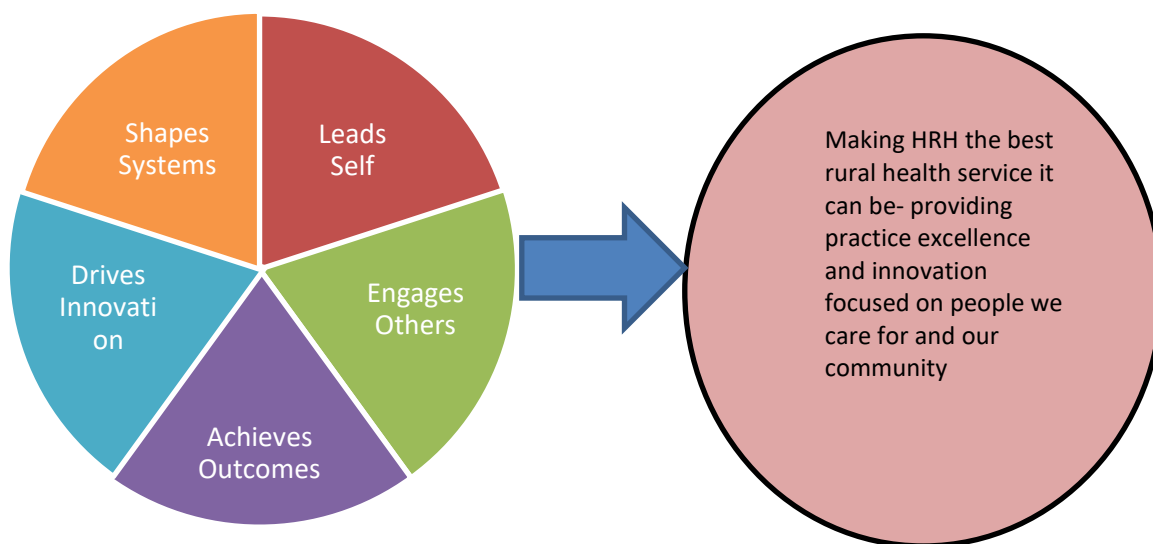 Shapes
Systems
Leads
Self
Engages
Others
Achieves
Outcomes
Drives
Innovati
on
Making HRH the best
rural health service it
can be- providing
practice excellence
and innovation
focused on people we
care for and our
community